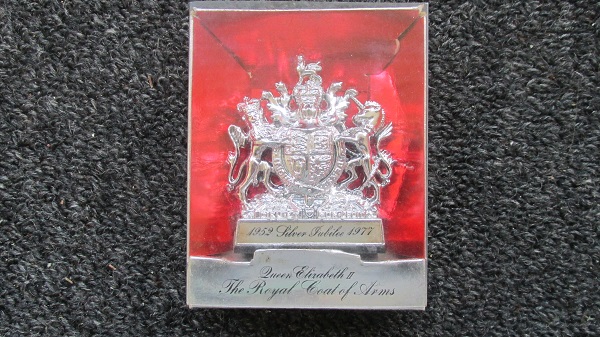 1952 Silver Jubilee 1977
Queen Elizabeth II
The Royal Coat of Arms